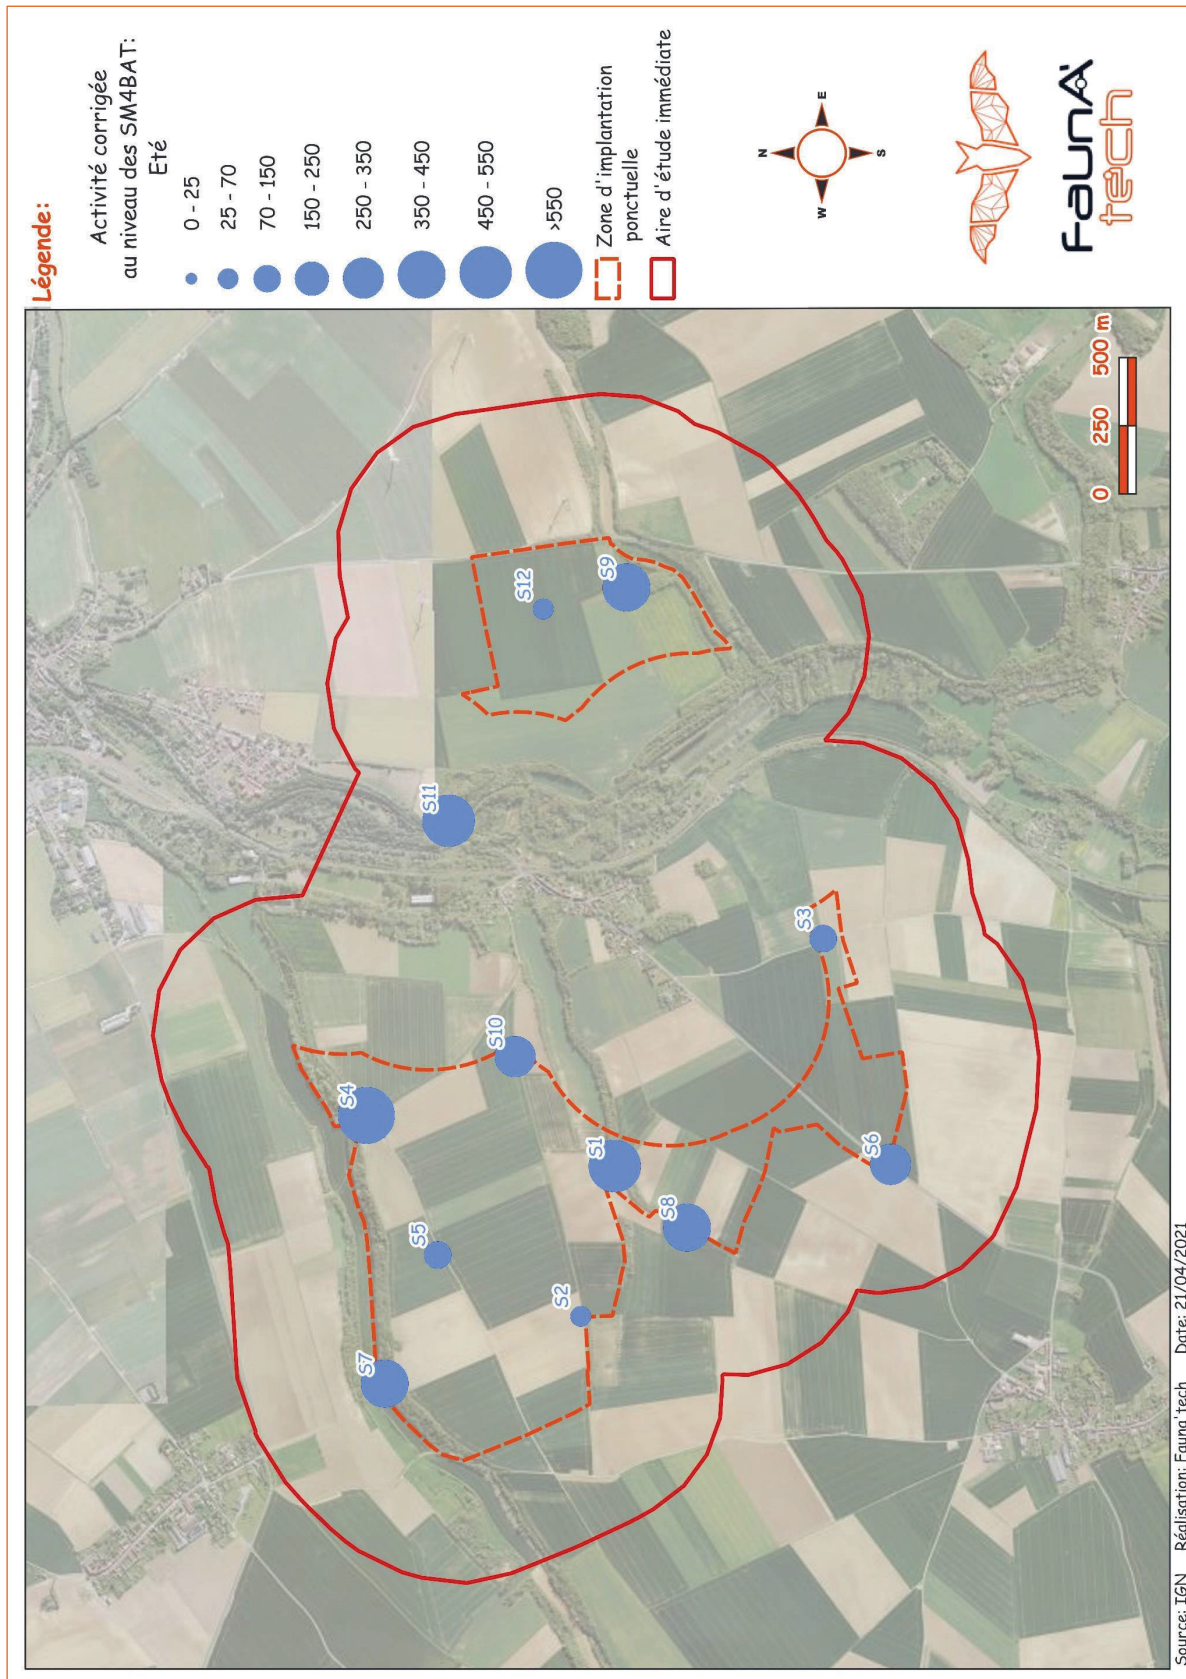 Légende:
Activité corrigée
au niveau des SM4BAT:
Eté
0 - 25
25 - 70
70 - 150
150 - 250
250 - 350
350 - 450
450 - 550
>550
Zone d'implantation
ponctuelle
Aire d'étude immédiate
N
W
E
S
FaunA
tech
S7
S5
S4
S2
S10
S1
S8
S6
S3
S11
S12
S9
0 250 500 m
Source: IGN Réalisation: Fauna'tech Date: 21/04/2021